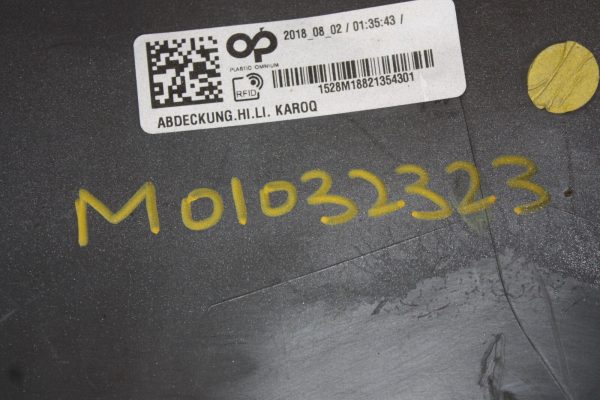 2018_08_02 / 01:35:43 /
PLASTIC OMNIUM
RFID
1528M18821354301
ABDECKUNG.HI.LI. KAROQ
M01032323